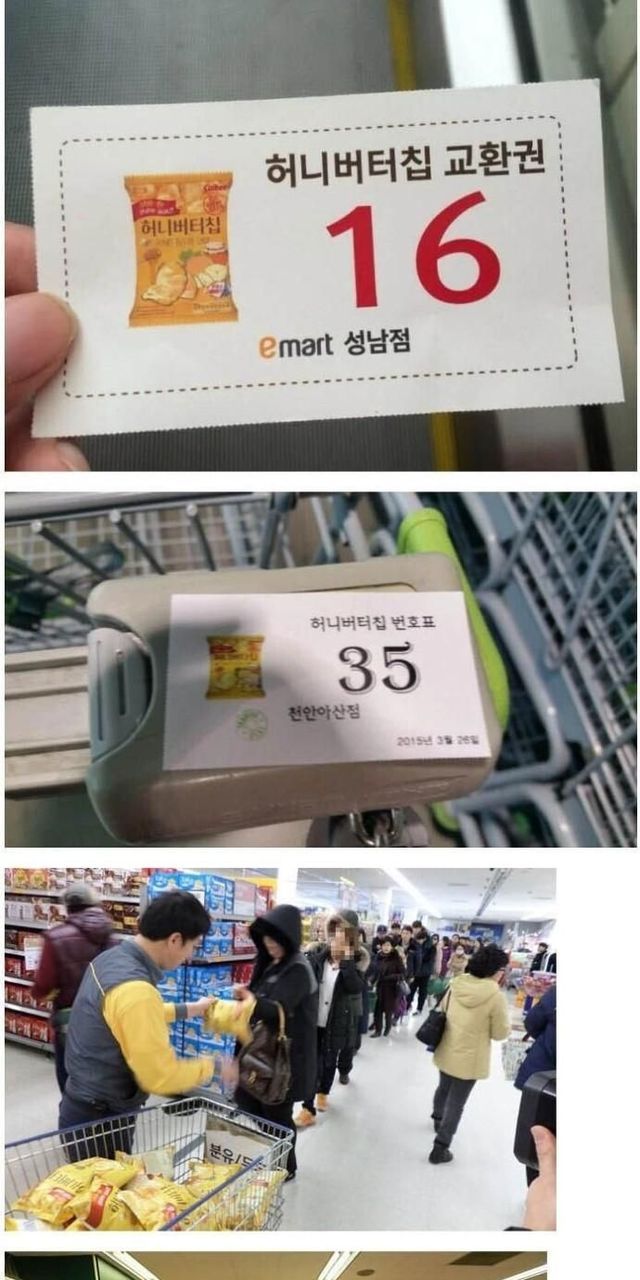 허니버터칩 교환권
Calbee
허니버터칩
16
emart 성남점
허니버터칩 번호표
35
천안아산점
2015년 3월 26일